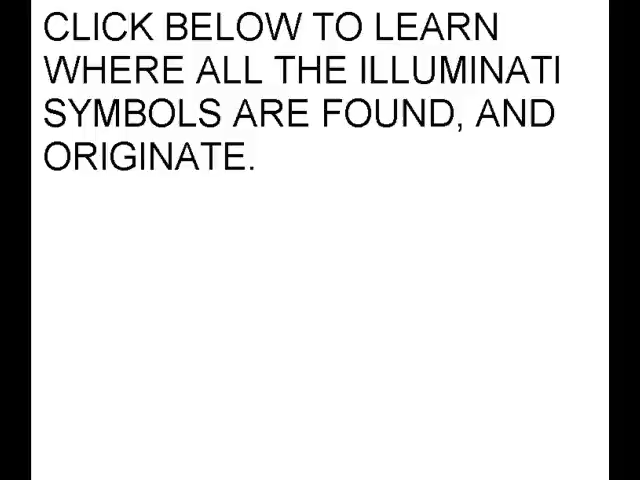 CLICK BELOW TO LEARN
WHERE ALL THE ILLUMINATI
SYMBOLS ARE FOUND, AND
ORIGINATE.